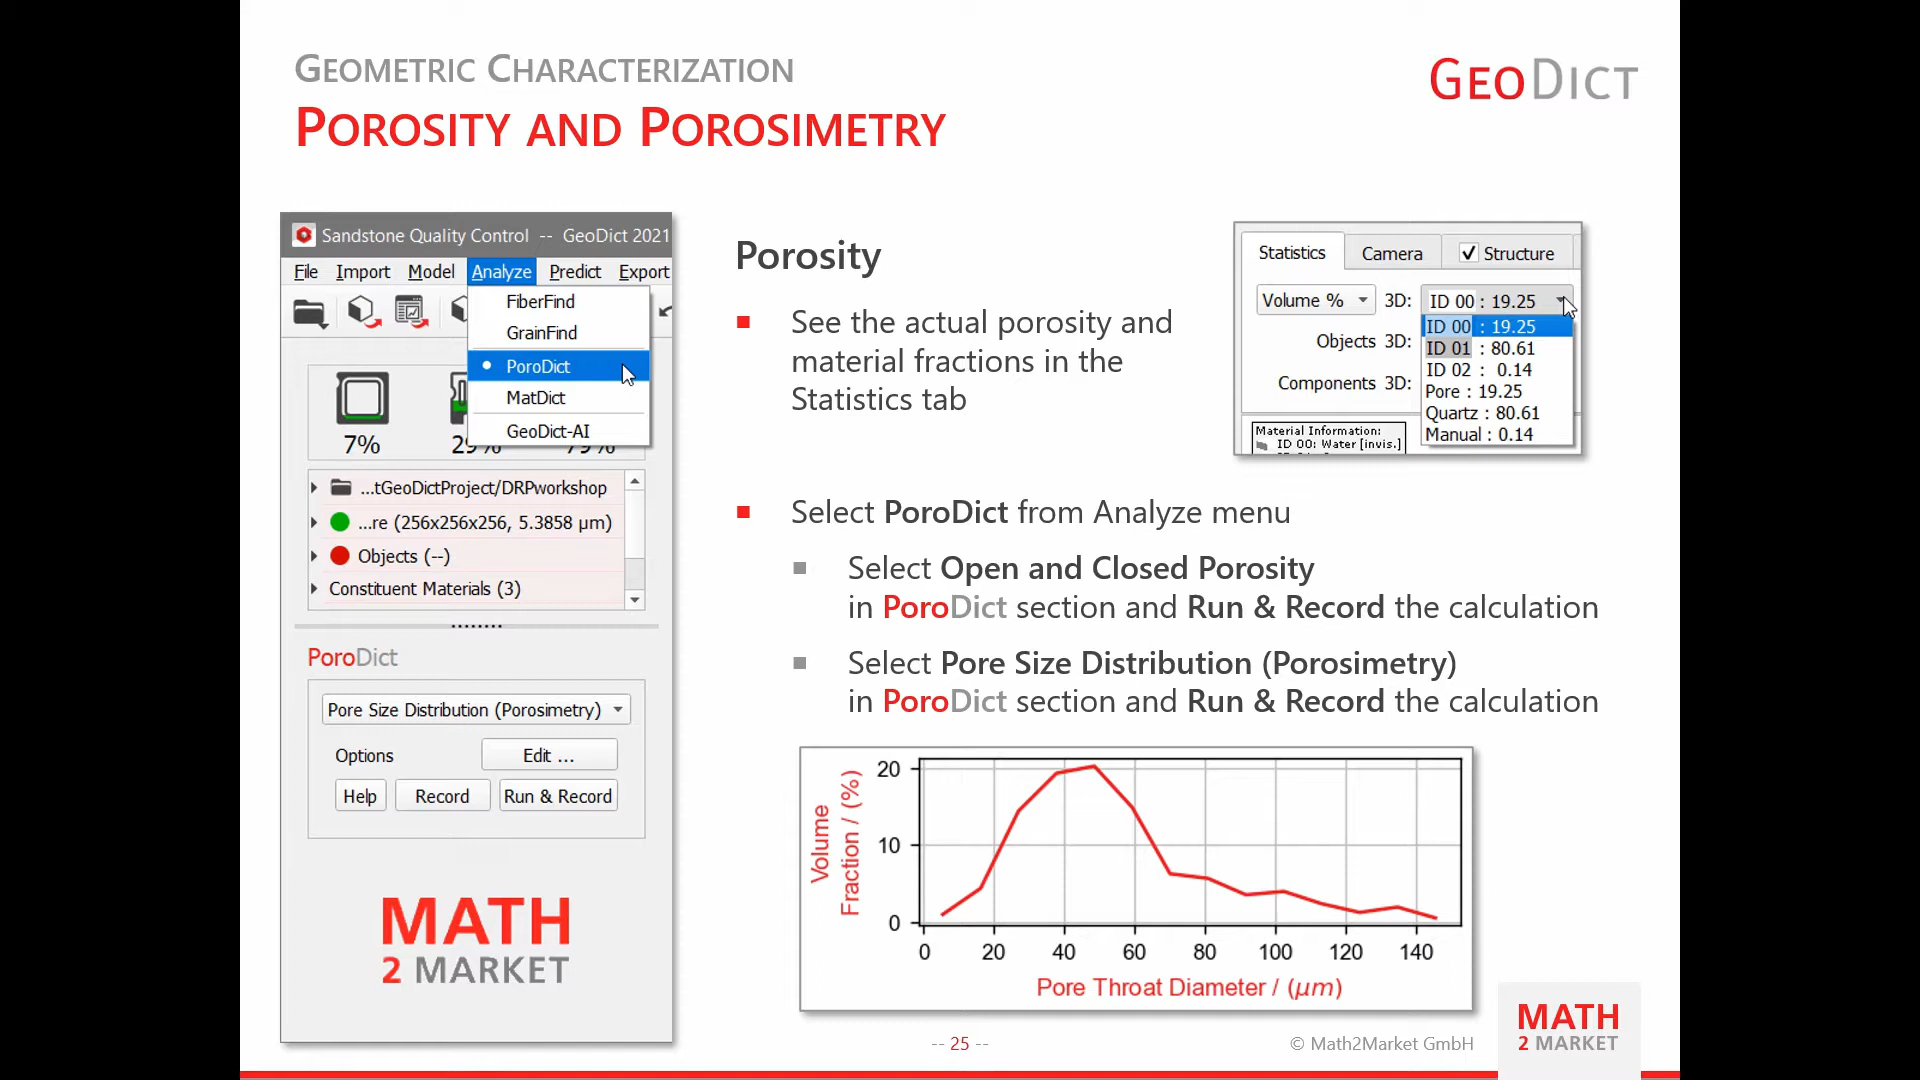 GEOMETRIC CHARACTERIZATION
POROSITY AND POROSIMETRY
GEODICT
Sandstone Quality Control -- GeoDict 2021
File Import Model Analyze Predict Export
FiberFind
GrainFind
PoroDict
MatDict
GeoDict-AI
7% 29% 79%
...tGeoDictProject/DRPworkshop
...re (256x256x256, 5.3858 µm)
Objects (--)
Constituent Materials (3)
PoroDict
Pore Size Distribution (Porosimetry)
Options Edit ...
Help Record Run & Record
MATH
2 MARKET
Porosity
See the actual porosity and
material fractions in the
Statistics tab
Statistics Camera Structure
Volume % 3D: ID 00 : 19.25
ID 00 : 19.25
Objects 3D: ID 01 : 80.61
ID 02 : 0.14
Components 3D: Pore : 19.25
Quartz : 80.61
Manual : 0.14
Material Information:
ID 00: Water [invis.]
Select PoroDict from Analyze menu
Select Open and Closed Porosity
in PoroDict section and Run & Record the calculation
Select Pore Size Distribution (Porosimetry)
in PoroDict section and Run & Record the calculation
Volume
Fraction / (%)
20
10
0
0 20 40 60 80 100 120 140
Pore Throat Diameter / (µm)
-- 25 --
© Math2Market GmbH
MATH
2 MARKET